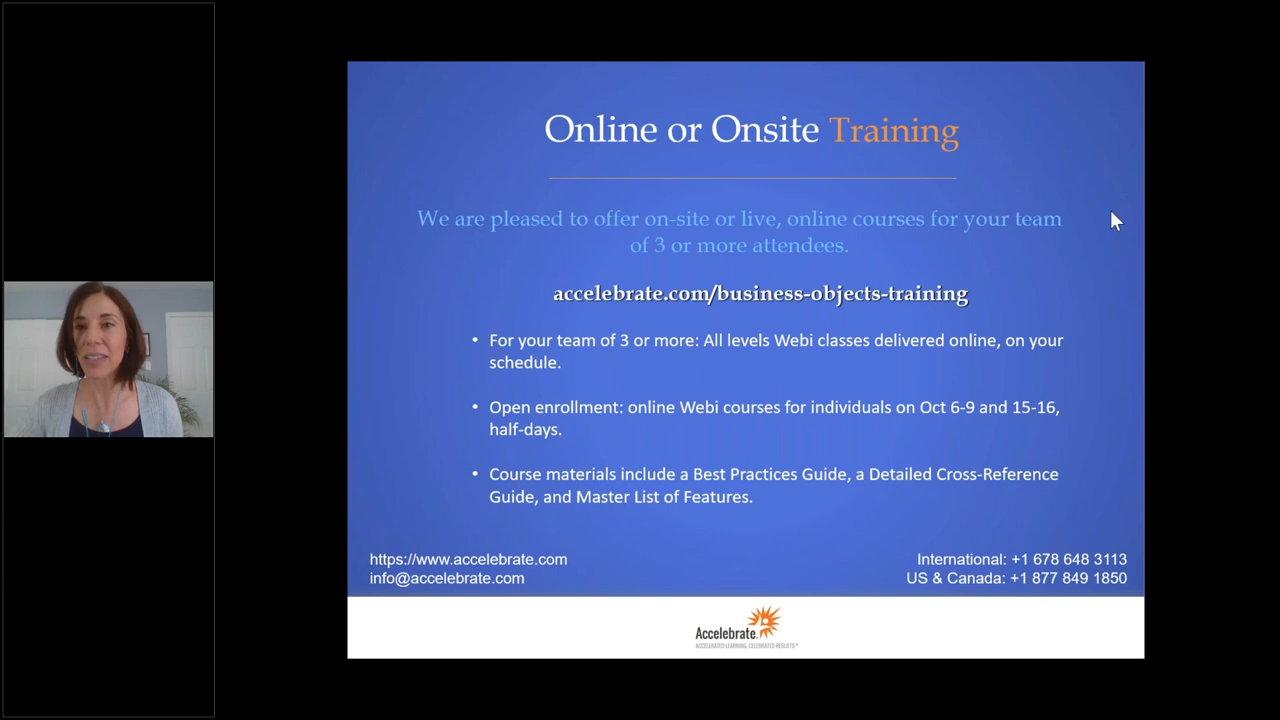 Online or Onsite Training
We are pleased to offer on-site or live, online courses for your team
of 3 or more attendees.
accelebrate.com/business-objects-training
• For your team of 3 or more: All levels Webi classes delivered online, on your
schedule.
• Open enrollment: online Webi courses for individuals on Oct 6-9 and 15-16,
half-days.
• Course materials include a Best Practices Guide, a Detailed Cross-Reference
Guide, and Master List of Features.
https://www.accelebrate.com
info@accelebrate.com
International: +1 678 648 3113
US & Canada: +1 877 849 1850
Accelebrate
ACCELERATED LEARNING, CELEBRATED RESULTS™